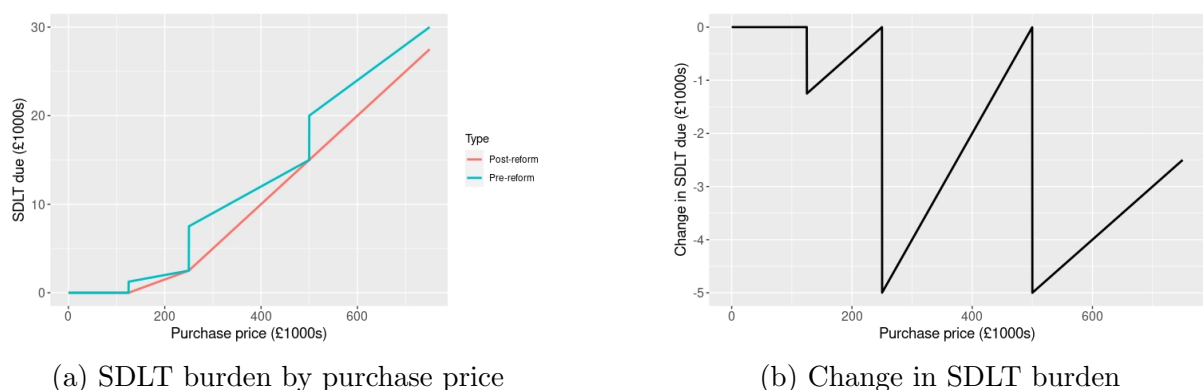 SDLT due (£1000s)
30
20
10
0
0
200
400
600
Purchase price (£1000s)
Type
Post-reform
Pre-reform
(a) SDLT burden by purchase price
Change in SDLT due (£1000s)
0
-1
-2
-3
-4
-5
0
200
400
600
Purchase price (£1000s)
(b) Change in SDLT burden